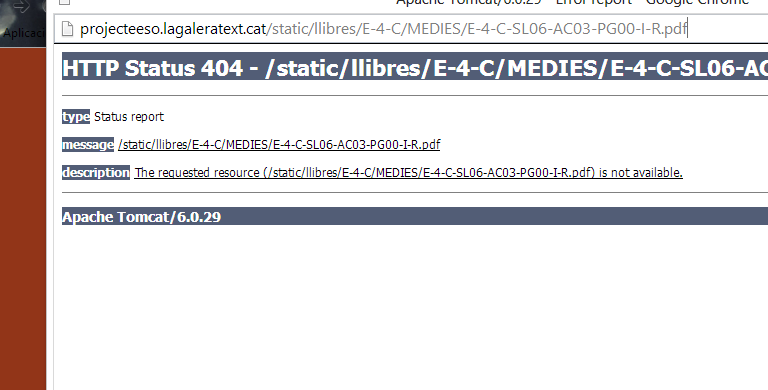 Apache Tomcat/6.0.29 - Error report - Google Chrome
Aplicaci
projecteeso.lagaleratext.cat/static/llibres/E-4-C/MEDIES/E-4-C-SL06-AC03-PG00-I-R.pdf
HTTP Status 404 - /static/llibres/E-4-C/MEDIES/E-4-C-SL06-AC
type Status report
message /static/llibres/E-4-C/MEDIES/E-4-C-SL06-AC03-PG00-I-R.pdf
description The requested resource (/static/llibres/E-4-C/MEDIES/E-4-C-SL06-AC03-PG00-I-R.pdf) is not available.
Apache Tomcat/6.0.29